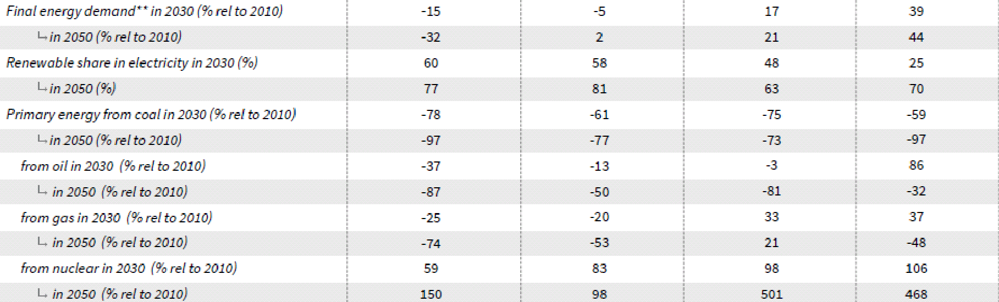 Final energy demand** in 2030 (% rel to 2010) -15 -5 17 39
↳in 2050 (% rel to 2010) -32 2 21 44
Renewable share in electricity in 2030 (%) 60 58 48 25
↳in 2050 (%) 77 81 63 70
Primary energy from coal in 2030 (% rel to 2010) -78 -61 -75 -59
↳in 2050 (% rel to 2010) -97 -77 -73 -97
from oil in 2030 (% rel to 2010) -37 -13 -3 86
↳ in 2050 (% rel to 2010) -87 -50 -81 -32
from gas in 2030 (% rel to 2010) -25 -20 33 37
↳ in 2050 (% rel to 2010) -74 -53 21 -48
from nuclear in 2030 (% rel to 2010) 59 83 98 106
↳ in 2050 (% rel to 2010) 150 98 501 468